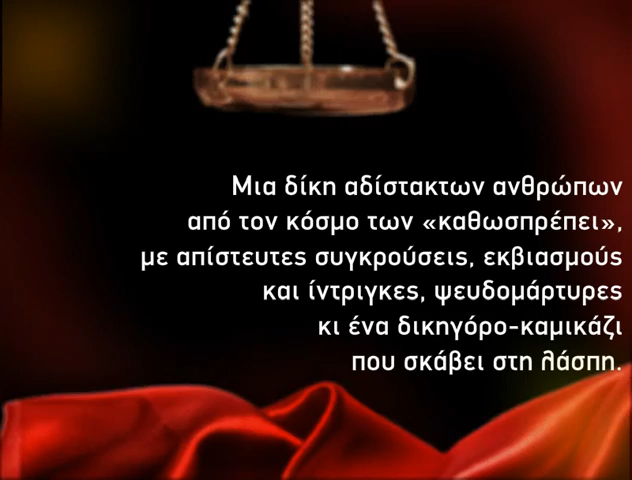 Μια δίκη αδίστακτων ανθρώπων
από τον κόσμο των «καθωσπρέπει»,
με απίστευτες συγκρούσεις, εκβιασμούς
και ίντριγκες, ψευδομάρτυρες
κι ένα δικηγόρο-καμικάζι
που σκάβει στη λάσπη.